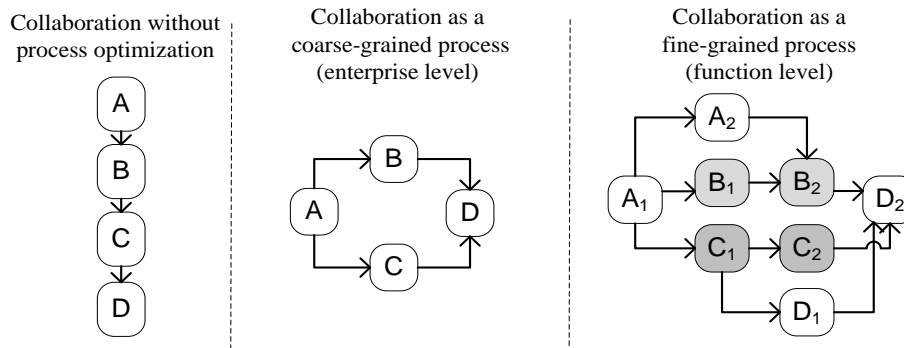 Collaboration without
process optimization
A
B
C
D
Collaboration as a
coarse-grained process
(enterprise level)
B
A
D
C
Collaboration as a
fine-grained process
(function level)
A₂
A₁
B₁
B₂
D₂
C₁
C₂
D₁